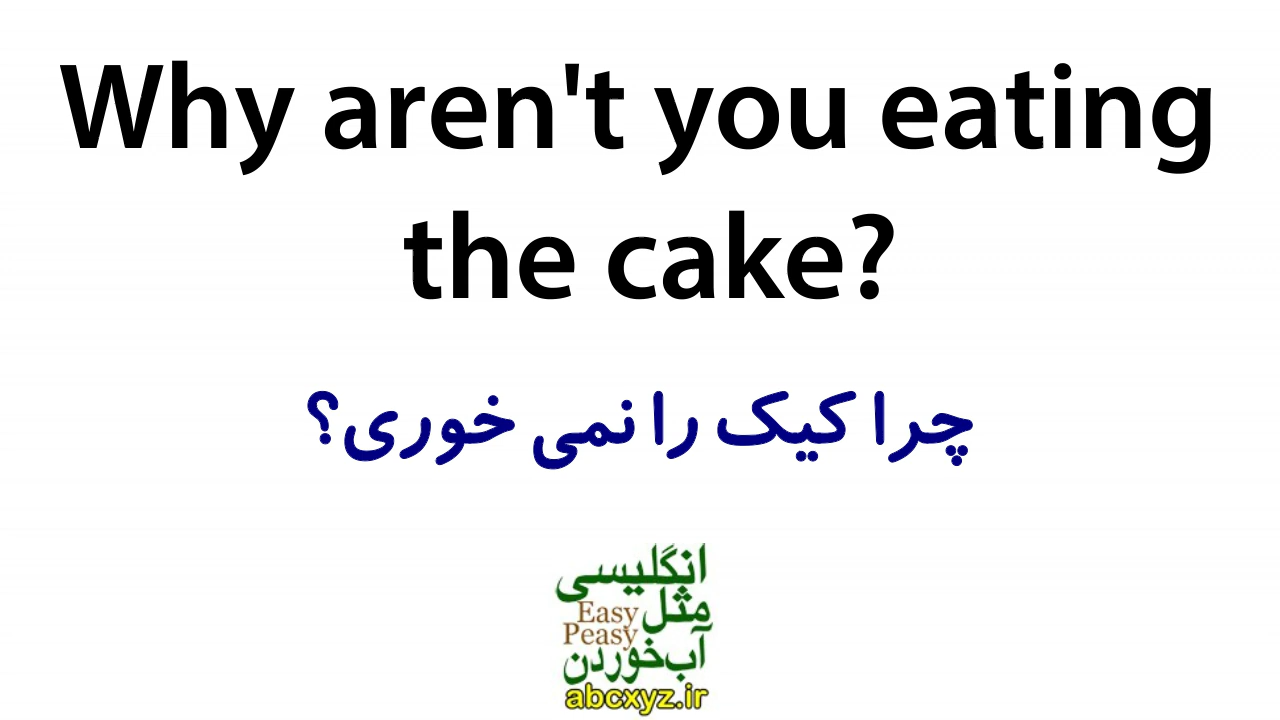 Why aren't you eating
the cake?
چرا کیک را نمی خوری؟
انگلیسی
مثل Easy
Peasy
آب خوردن
abcxyz.ir